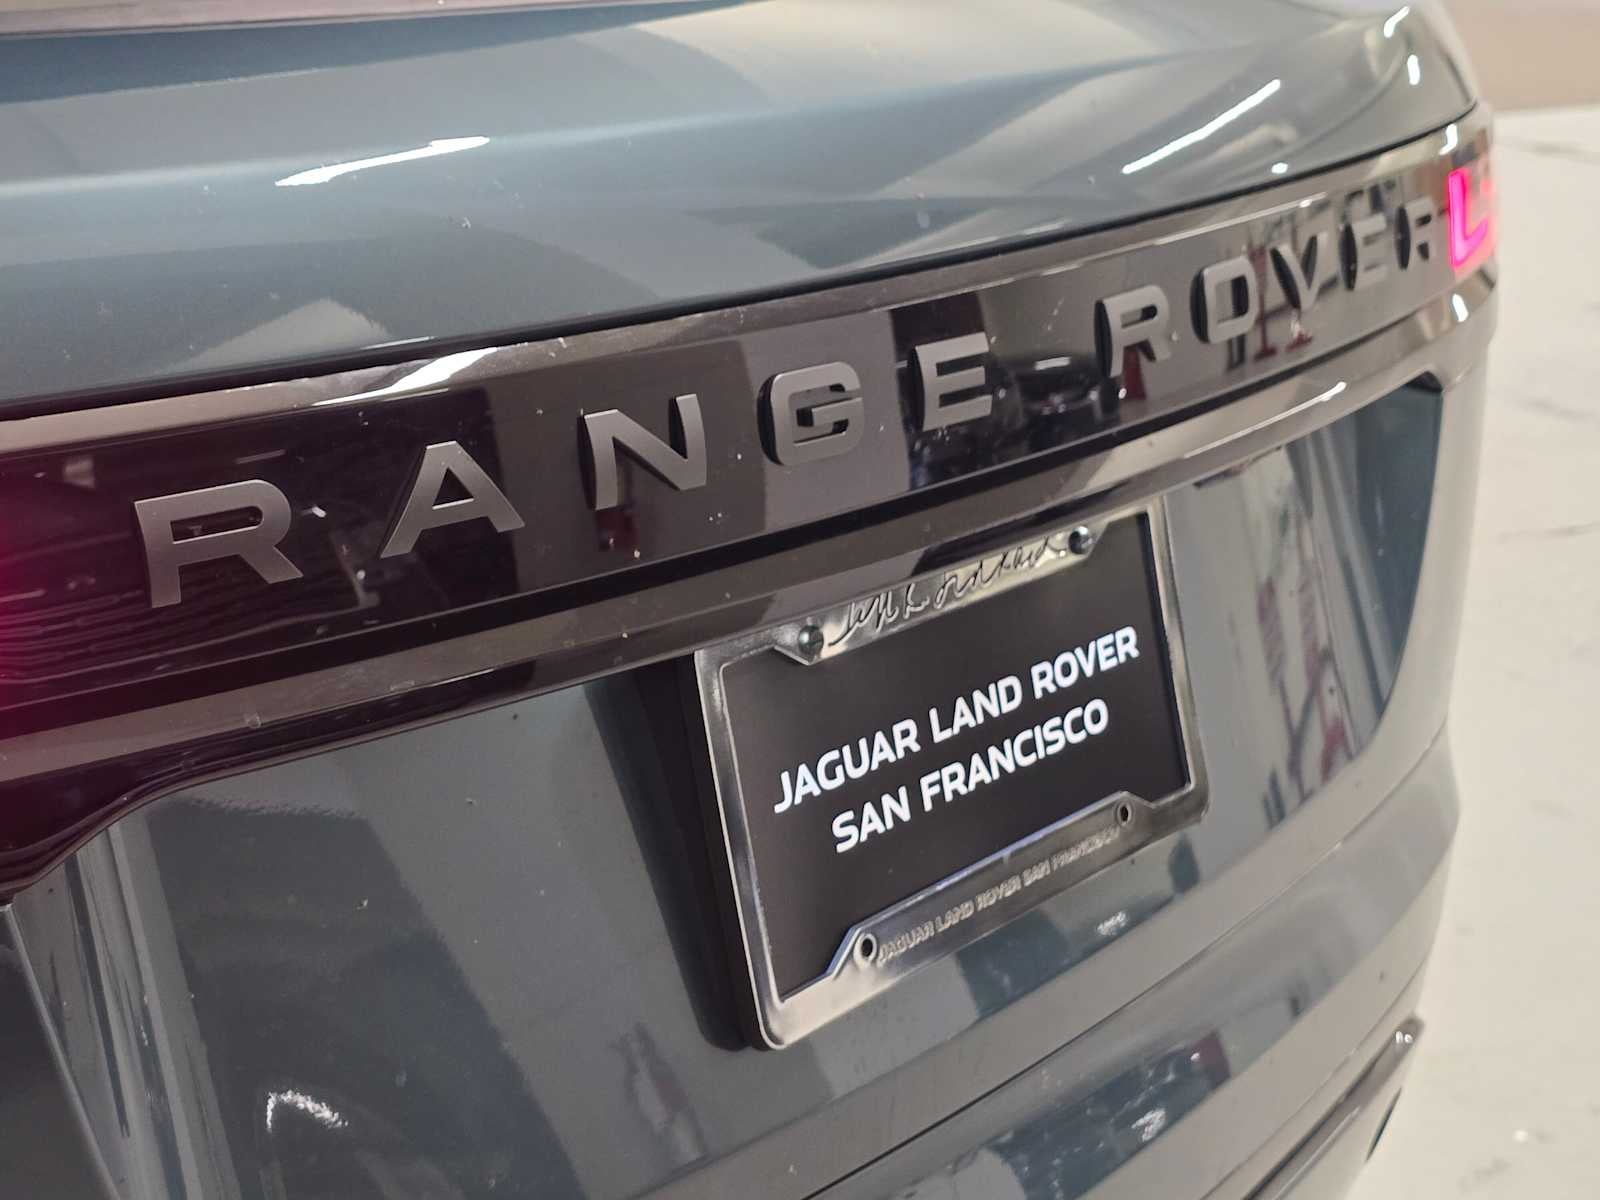 RANGE ROVER
JAGUAR LAND ROVER
SAN FRANCISCO
JAGUAR LAND ROVER SAN FRANCISCO